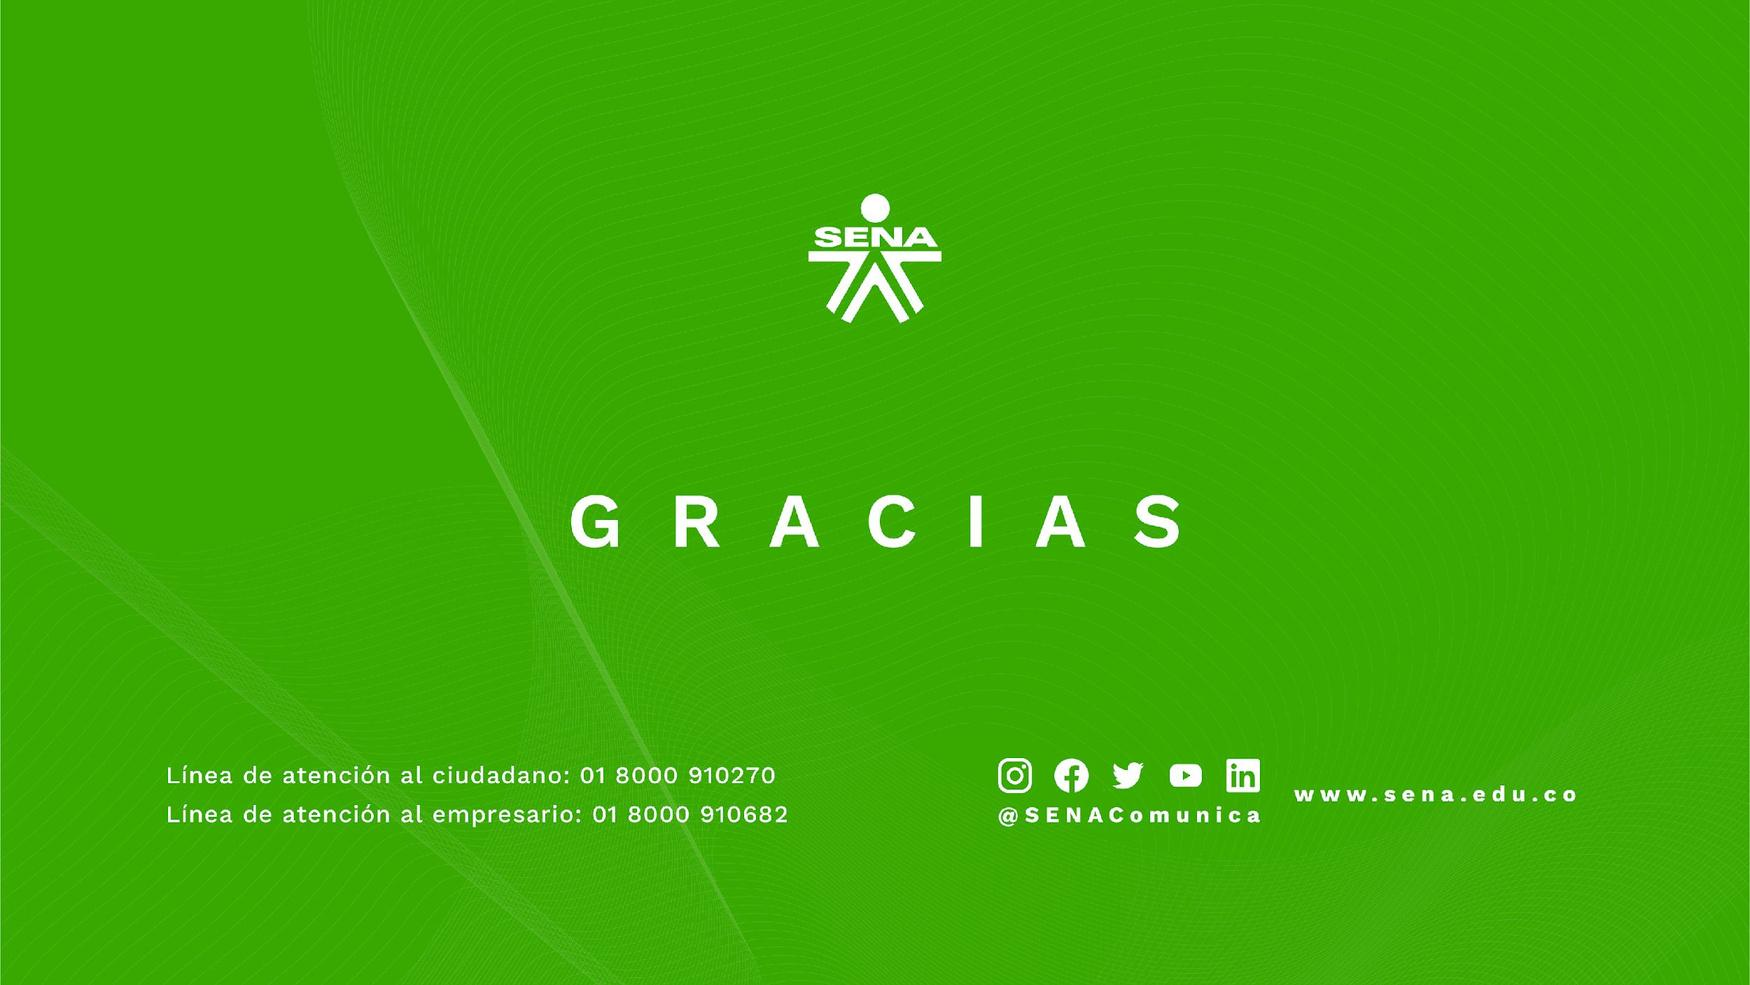 SENA
GRACIAS
Línea de atención al ciudadano: 01 8000 910270
Línea de atención al empresario: 01 8000 910682
@SENAComunica
www.sena.edu.co